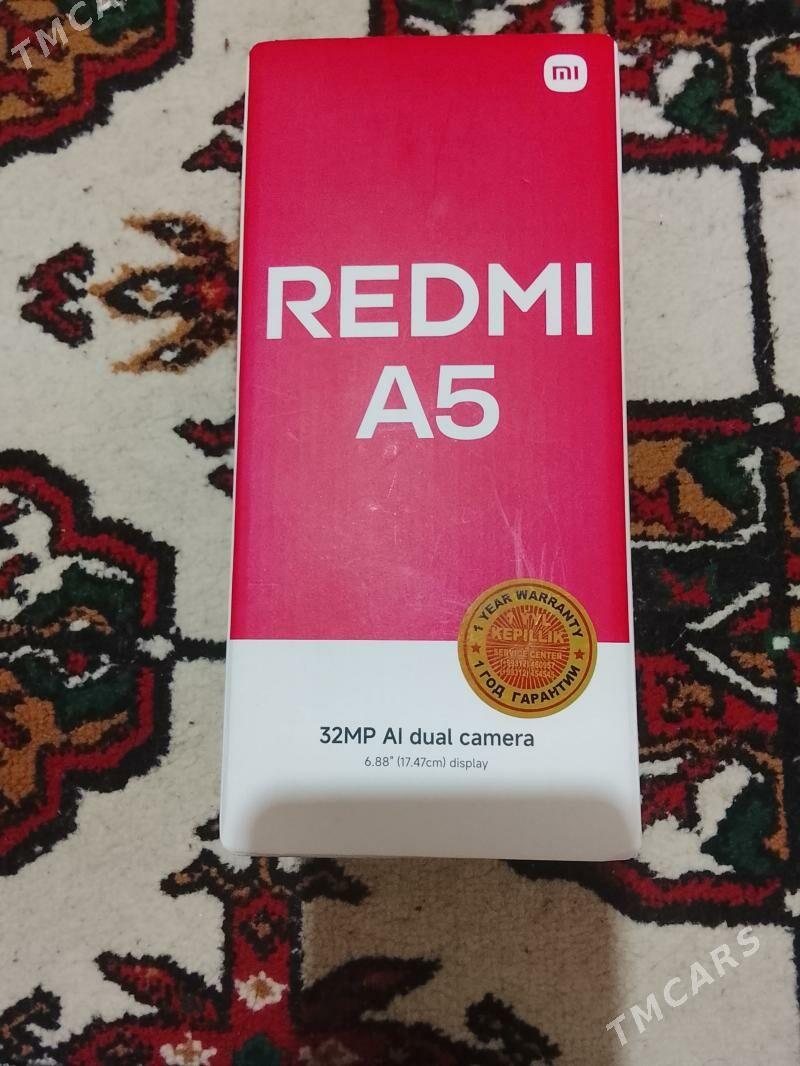 TMCARS
mi
REDMI
A5
1 YEAR WARRANTY
KEPILLIK
SERVICE CENTER
1 ГОД ГАРАНТИИ
32MP AI dual camera
6.88" (17.47cm) display
TMCARS